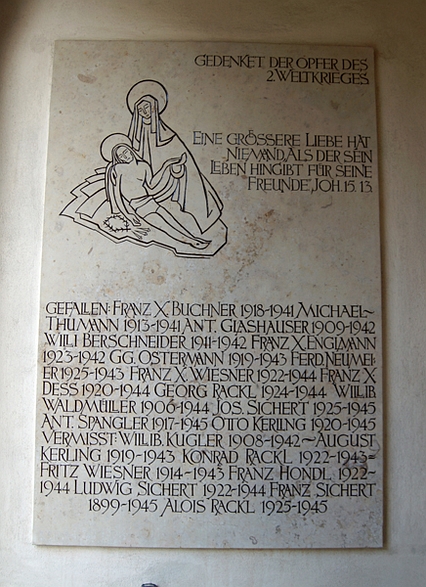 GEDENKET DER OPFER DES
2. WELTKRIEGES
EINE GRÖSSERE LIEBE HAT
NIEMAND, ALS DER SEIN
LEBEN HINGIBT FÜR SEINE
FREUNDE, JOH. 15. 13
GEFALLEN: FRANZ X. BUCHNER 1918-1941 MICHAEL~
THUMANN 1913-1941 ANT. GLASHAUSER 1909-1942
WILLI BERSCHNEIDER 1911-1942 FRANZ X. ENGLMANN
1923-1942 GG. OSTERMANN 1919-1943 FERD. NEUMEI-
ER 1925-1943 FRANZ X. WIESNER 1922-1944 FRANZ X.
DESS 1920-1944 GEORG RACKL 1924-1944 WILLIB.
WALDMÜLLER 1906-1944 JOS. SICHERT 1925-1945
ANT. SPANGLER 1917-1945 OTTO KERLING 1920-1945
VERMISST: WILIB. KUGLER 1908-1942~AUGUST
KERLING 1919-1943 KONRAD RACKL 1922-1943=
FRITZ WIESNER 1914-1943 FRANZ HONDL 1922~
1944 LUDWIG SICHERT 1922-1944 FRANZ SICHERT
1899-1945 ALOIS RACKL 1925-1945